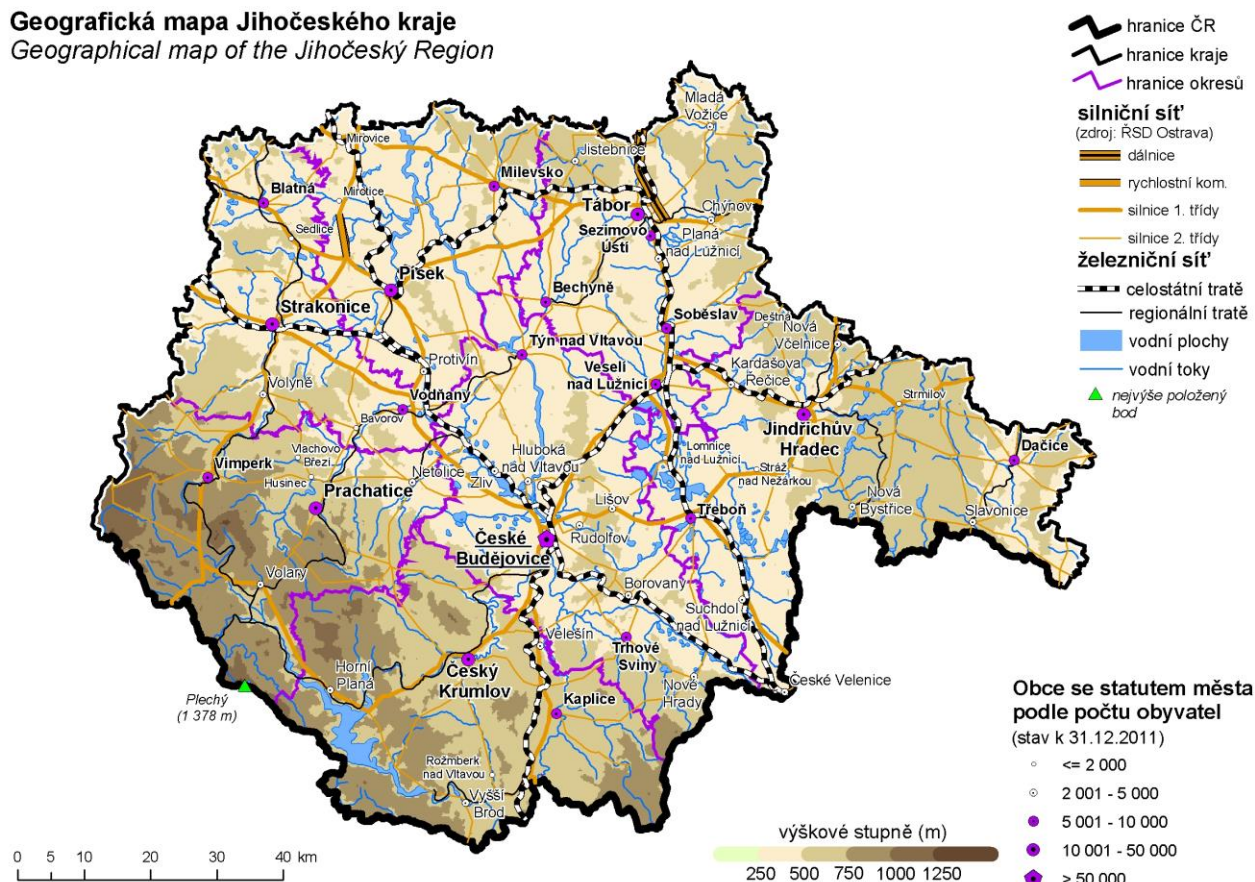 Geografická mapa Jihočeského kraje
Geographical map of the Jihočeský Region
hranice ČR
hranice kraje
hranice okresů
silniční síť
(zdroj: ŘSD Ostrava)
dálnice
rychlostní kom.
silnice 1. třídy
silnice 2. třídy
železniční síť
celostátní tratě
regionální tratě
vodní plochy
vodní toky
nejvýše položený
bod
Mladá
Vožice
Mirovice
Jistebnice
Milevsko
Blatná
Mirotice
Tábor
Chýnov
Sedlice
Sezimovo
Ústí
Planá
nad Lužnicí
Písek
Bechyně
Strakonice
Soběslav
Deštná
Nová
Včelnice
Týn nad Vltavou
Protivín
Kardašova
Řečice
Veselí
nad Lužnicí
Volyně
Strmilov
Vodňany
Bavorov
Jindřichův
Hradec
Dačice
Vlachovo
Březí
Hluboká
nad Vltavou
Lomnice
nad Lužnicí
Vimperk
Husinec
Netolice
Zliv
Stráž
nad Nežárkou
Prachatice
Lišov
Nová
Bystřice
Slavonice
Třeboň
České
Budějovice
Rudolfov
Volary
Borovany
Suchdol
nad Lužnicí
Velešín
Trhové
Sviny
Český
Krumlov
Horní
Planá
České Velenice
Nové
Hrady
Plechý
(1 378 m)
Kaplice
Rožmberk
nad Vltavou
Vyšší
Brod
Obce se statutem města
podle počtu obyvatel
(stav k 31.12.2011)
<= 2 000
2 001 - 5 000
5 001 - 10 000
10 001 - 50 000
> 50 000
výškové stupně (m)
250 500 750 1000 1250
0 5 10 20 30 40 km